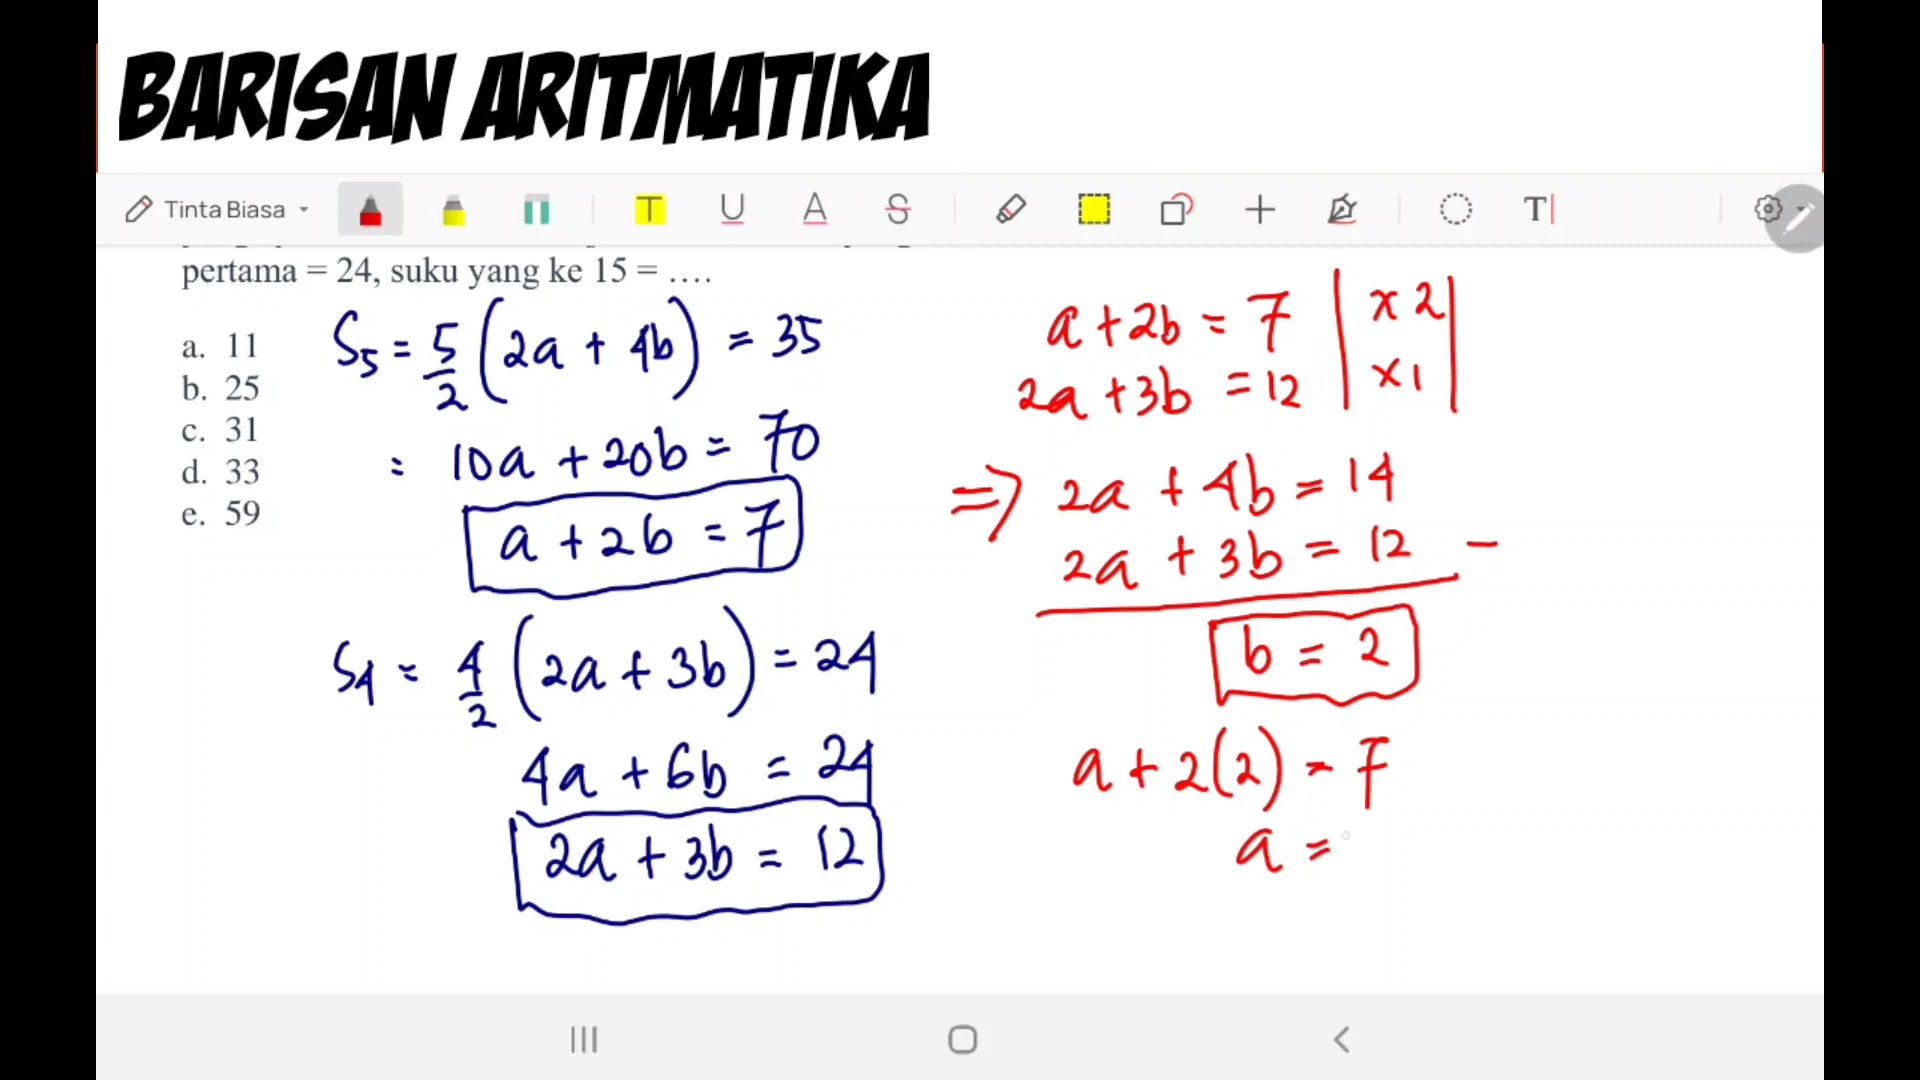 BARISAN ARITMATIKA
Tinta Biasa
pertama = 24, suku yang ke 15 = ....
a. 11
b. 25
c. 31
d. 33
e. 59
S5 = 5/2 (2a + 4b) = 35
= 10a + 20b = 70
a + 2b = 7
S4 = 4/2 (2a + 3b) = 24
4a + 6b = 24
2a + 3b = 12
a + 2b = 7 | x 2 |
2a + 3b = 12 | x 1 |
=> 2a + 4b = 14
2a + 3b = 12 -
b = 2
a + 2(2) = 7
a =